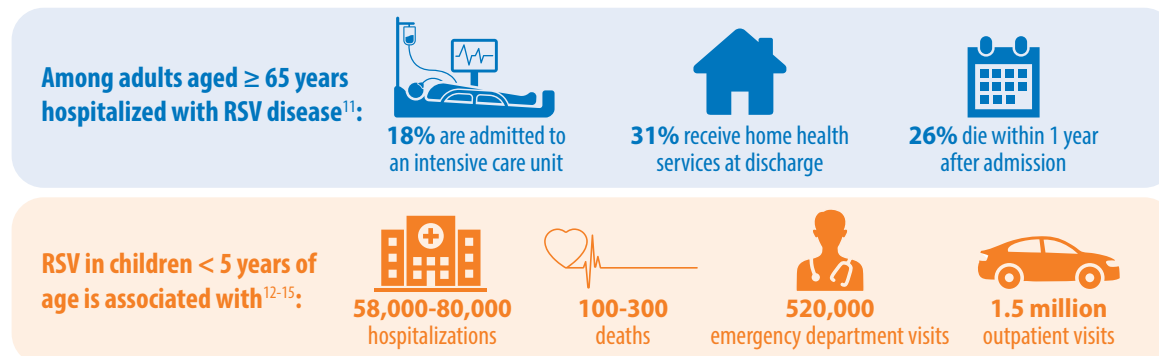 Among adults aged ≥ 65 years
hospitalized with RSV disease11:
18% are admitted to
an intensive care unit
31% receive home health
services at discharge
26% die within 1 year
after admission
RSV in children < 5 years of
age is associated with12-15:
58,000-80,000
hospitalizations
100-300
deaths
520,000
emergency department visits
1.5 million
outpatient visits